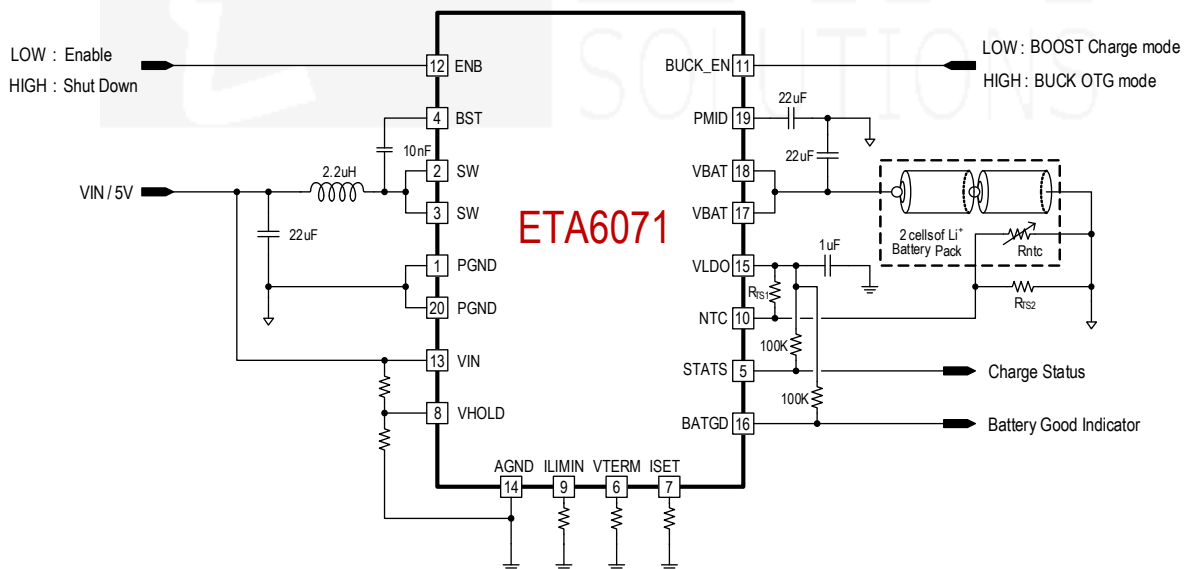 SOLUTIONS
LOW : Enable
HIGH : Shut Down
12 ENB
BUCK_EN 11
LOW : BOOST Charge mode
HIGH : BUCK OTG mode
4 BST
10nF
22uF
PMID 19
22uF
VIN / 5V
2.2uH
2 SW
3 SW
VBAT 18
VBAT 17
ETA6071
2 cells of Li+
Battery Pack
Rntc
22uF
1 PGND
20 PGND
VLDO 15
1uF
RTS1
RTS2
NTC 10
13 VIN
100K
STATS 5
Charge Status
8 VHOLD
100K
BATGD 16
Battery Good Indicator
AGND ILIMIN VTERM ISET
14 9 6 7